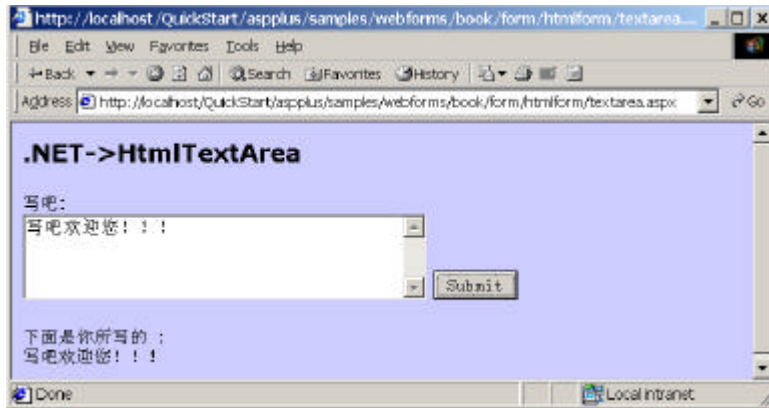 http://localhost/QuickStart/aspplus/samples/webforms/book/form/htmlform/textarea....
File Edit View Favorites Tools Help
Back Search Favorites History
Address http://localhost/QuickStart/aspplus/samples/webforms/book/form/htmlform/textarea.aspx Go
.NET->HtmlTextArea
写吧:
写吧欢迎您!!!
Submit
下面是你所写的 :
写吧欢迎您!!!
Done Local intranet